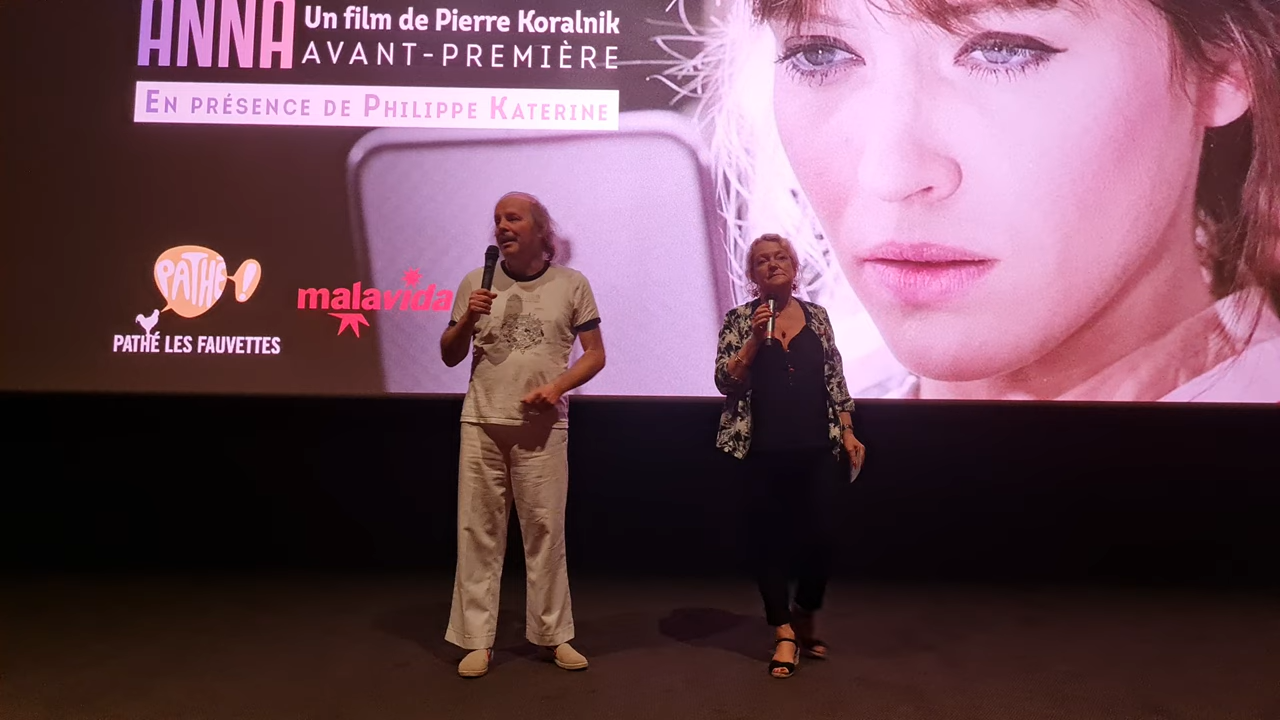 ANNA
Un film de Pierre Koralnik
AVANT-PREMIÈRE
EN PRÉSENCE DE PHILIPPE KATERINE
PATHÉ!
malavida
PATHÉ LES FAUVETTES